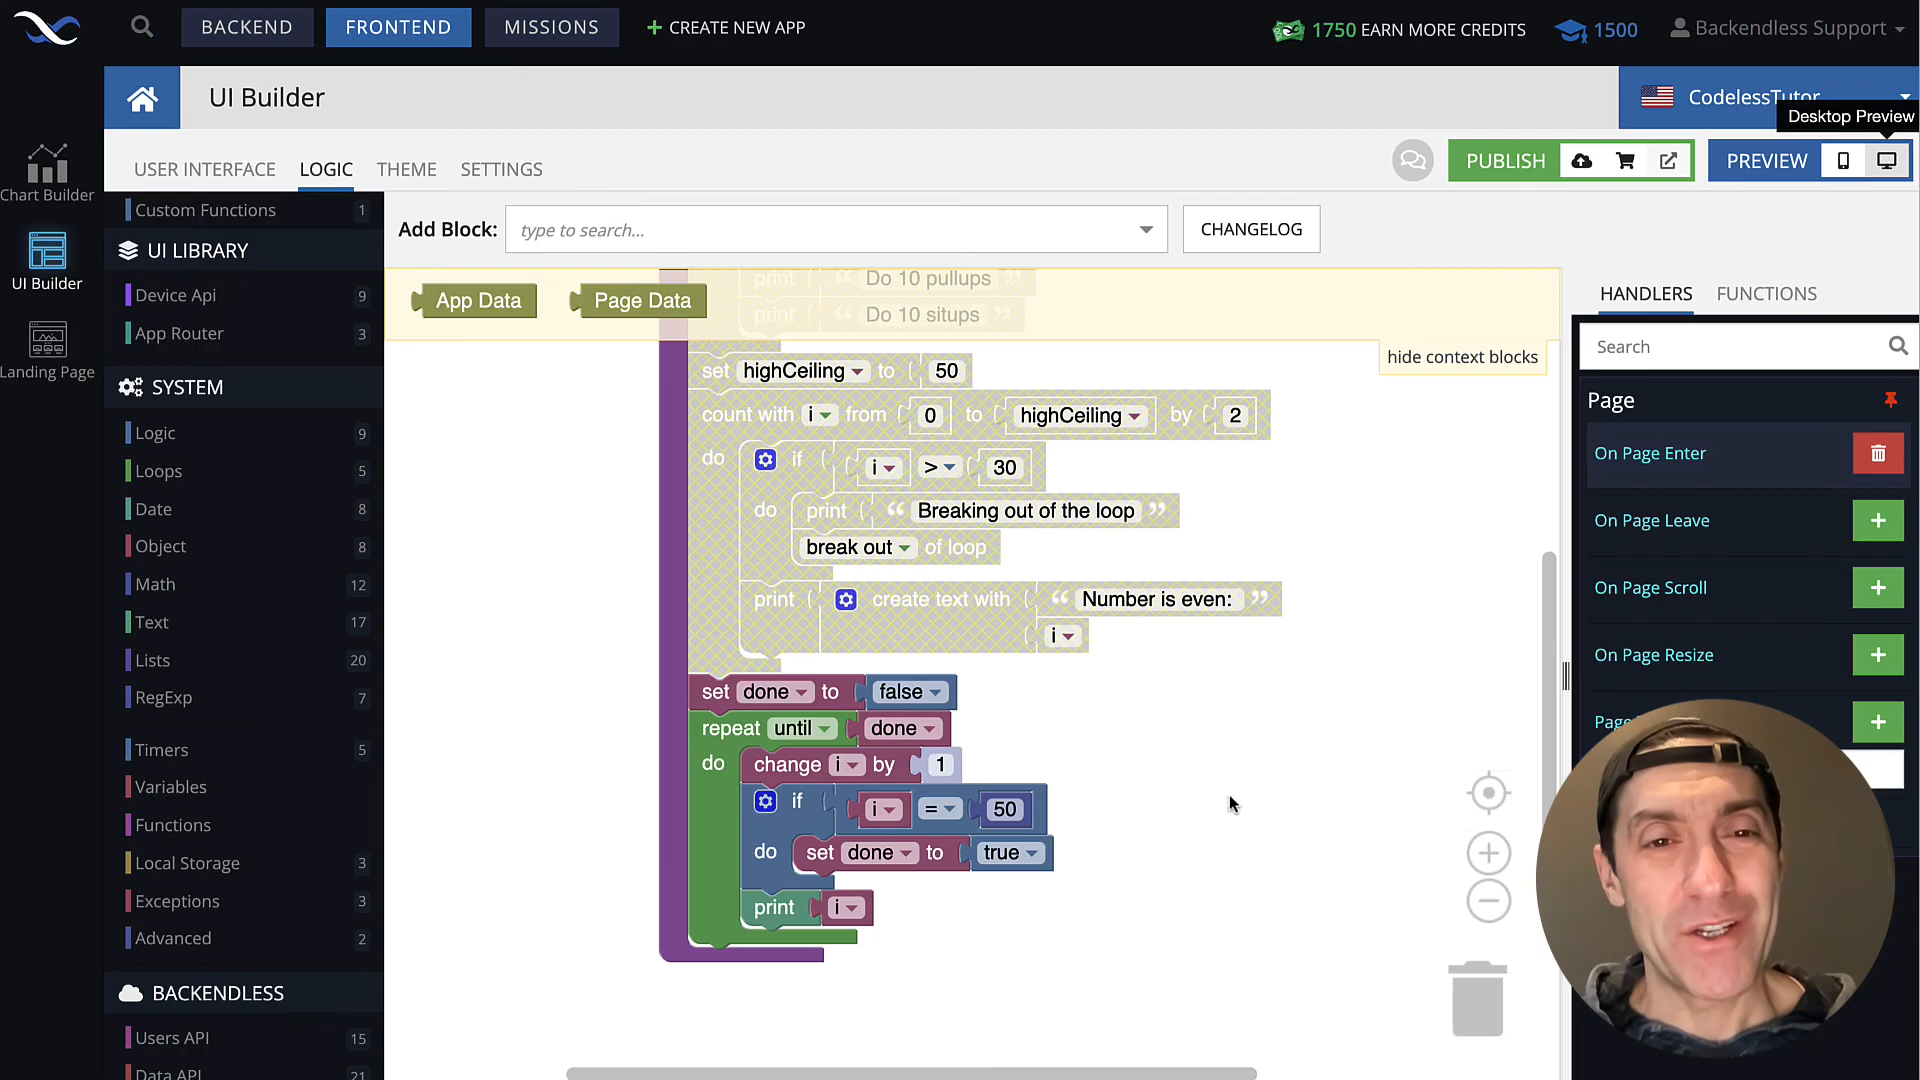 BACKEND
FRONTEND
MISSIONS
+ CREATE NEW APP
1750 EARN MORE CREDITS
1500
Backendless Support
UI Builder
CodelessTutor
Desktop Preview
USER INTERFACE
LOGIC
THEME
SETTINGS
PUBLISH
PREVIEW
Chart Builder
UI Builder
Landing Page
Custom Functions 1
UI LIBRARY
Device Api 9
App Router 3
SYSTEM
Logic 9
Loops 5
Date 8
Object 8
Math 12
Text 17
Lists 20
RegExp 7
Timers 5
Variables
Functions
Local Storage 3
Exceptions 3
Advanced 2
BACKENDLESS
Users API 15
Data API 21
Add Block:
type to search...
CHANGELOG
App Data
Page Data
hide context blocks
print “ Do 10 pullups ”
print “ Do 10 situps ”
set highCeiling to 50
count with i from 0 to highCeiling by 2
do if i > 30
do print “ Breaking out of the loop ”
break out of loop
print create text with “ Number is even: ”
i
set done to false
repeat until done
do change i by 1
if i = 50
do set done to true
print i
HANDLERS
FUNCTIONS
Search
Page
On Page Enter
On Page Leave
On Page Scroll
On Page Resize